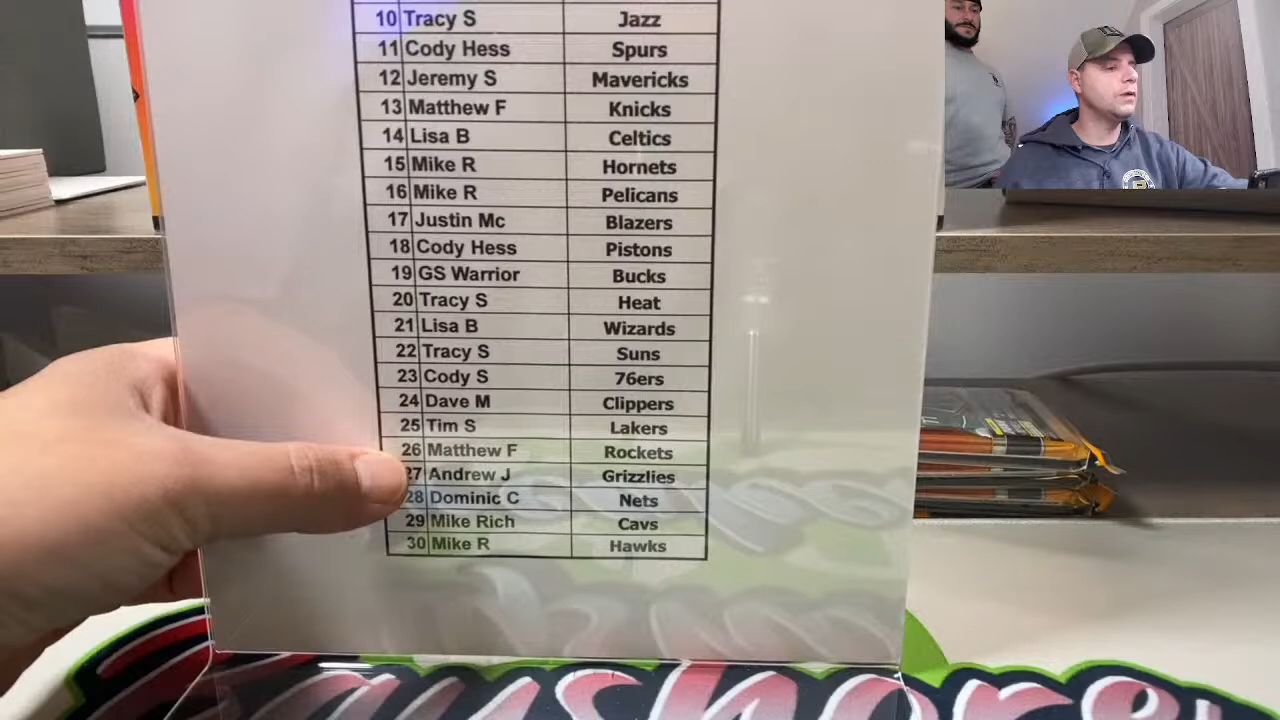 10 Tracy S Jazz
11 Cody Hess Spurs
12 Jeremy S Mavericks
13 Matthew F Knicks
14 Lisa B Celtics
15 Mike R Hornets
16 Mike R Pelicans
17 Justin Mc Blazers
18 Cody Hess Pistons
19 GS Warrior Bucks
20 Tracy S Heat
21 Lisa B Wizards
22 Tracy S Suns
23 Cody S 76ers
24 Dave M Clippers
25 Tim S Lakers
26 Matthew F Rockets
27 Andrew J Grizzlies
28 Dominic C Nets
29 Mike Rich Cavs
30 Mike R Hawks